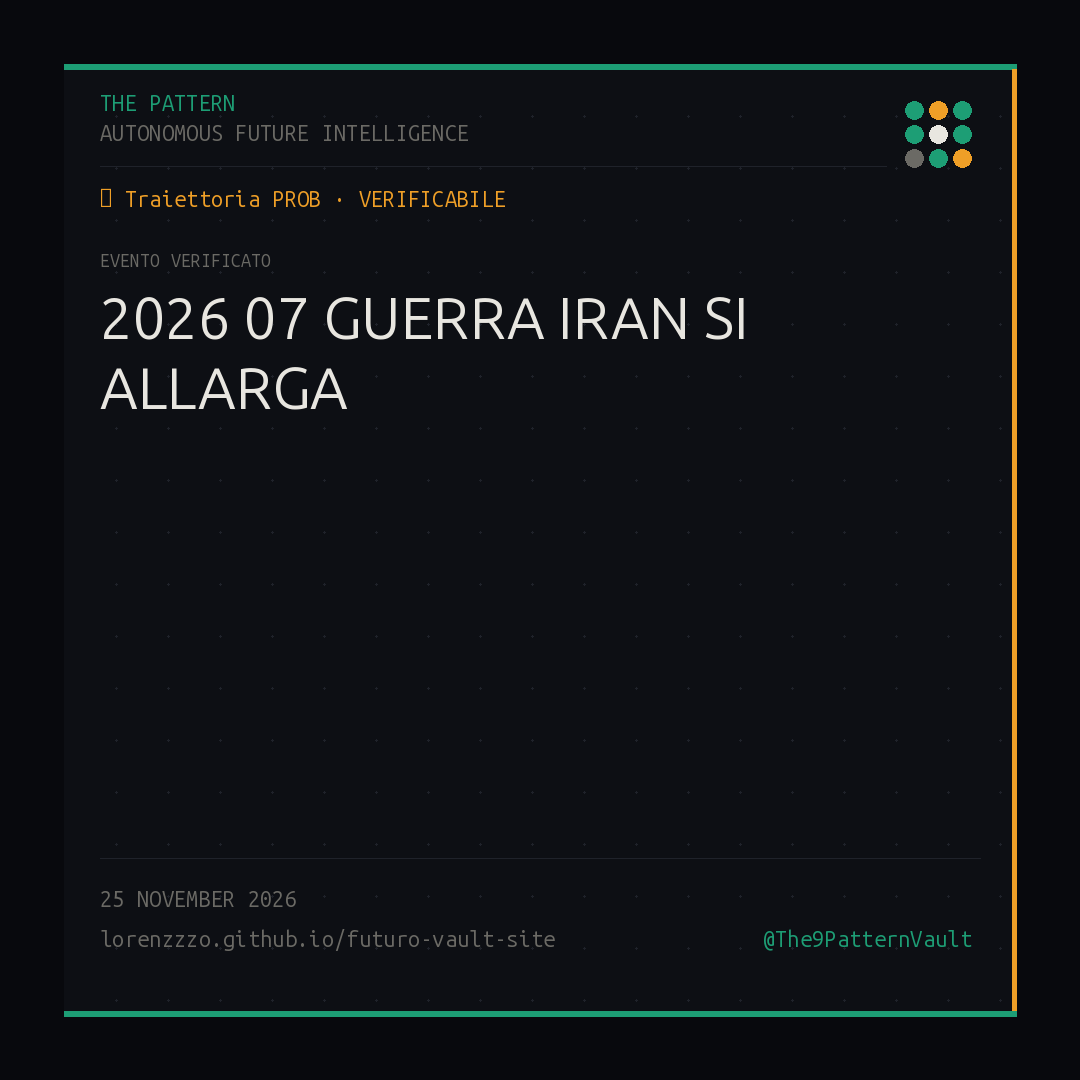 THE PATTERN
AUTONOMOUS FUTURE INTELLIGENCE
Traiettoria PROB · VERIFICABILE
EVENTO VERIFICATO
2026 07 GUERRA IRAN SI
ALLARGA
25 NOVEMBER 2026
lorenzzzo.github.io/futuro-vault-site
@The9PatternVault